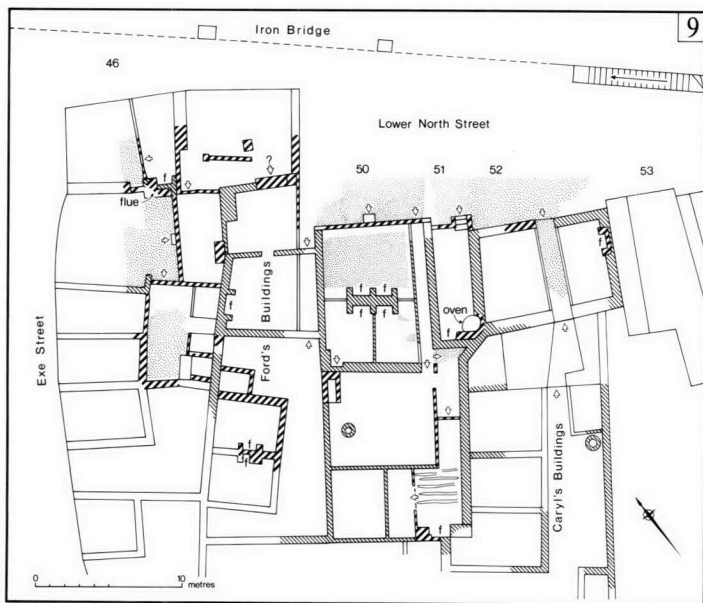 9
Iron Bridge
46
Lower North Street
50
51
52
53
?
f
flue
Buildings
f
f
f
f
f
oven
f
f
Exe Street
Ford's
f
f
f
Caryl's Buildings
0
10
metres